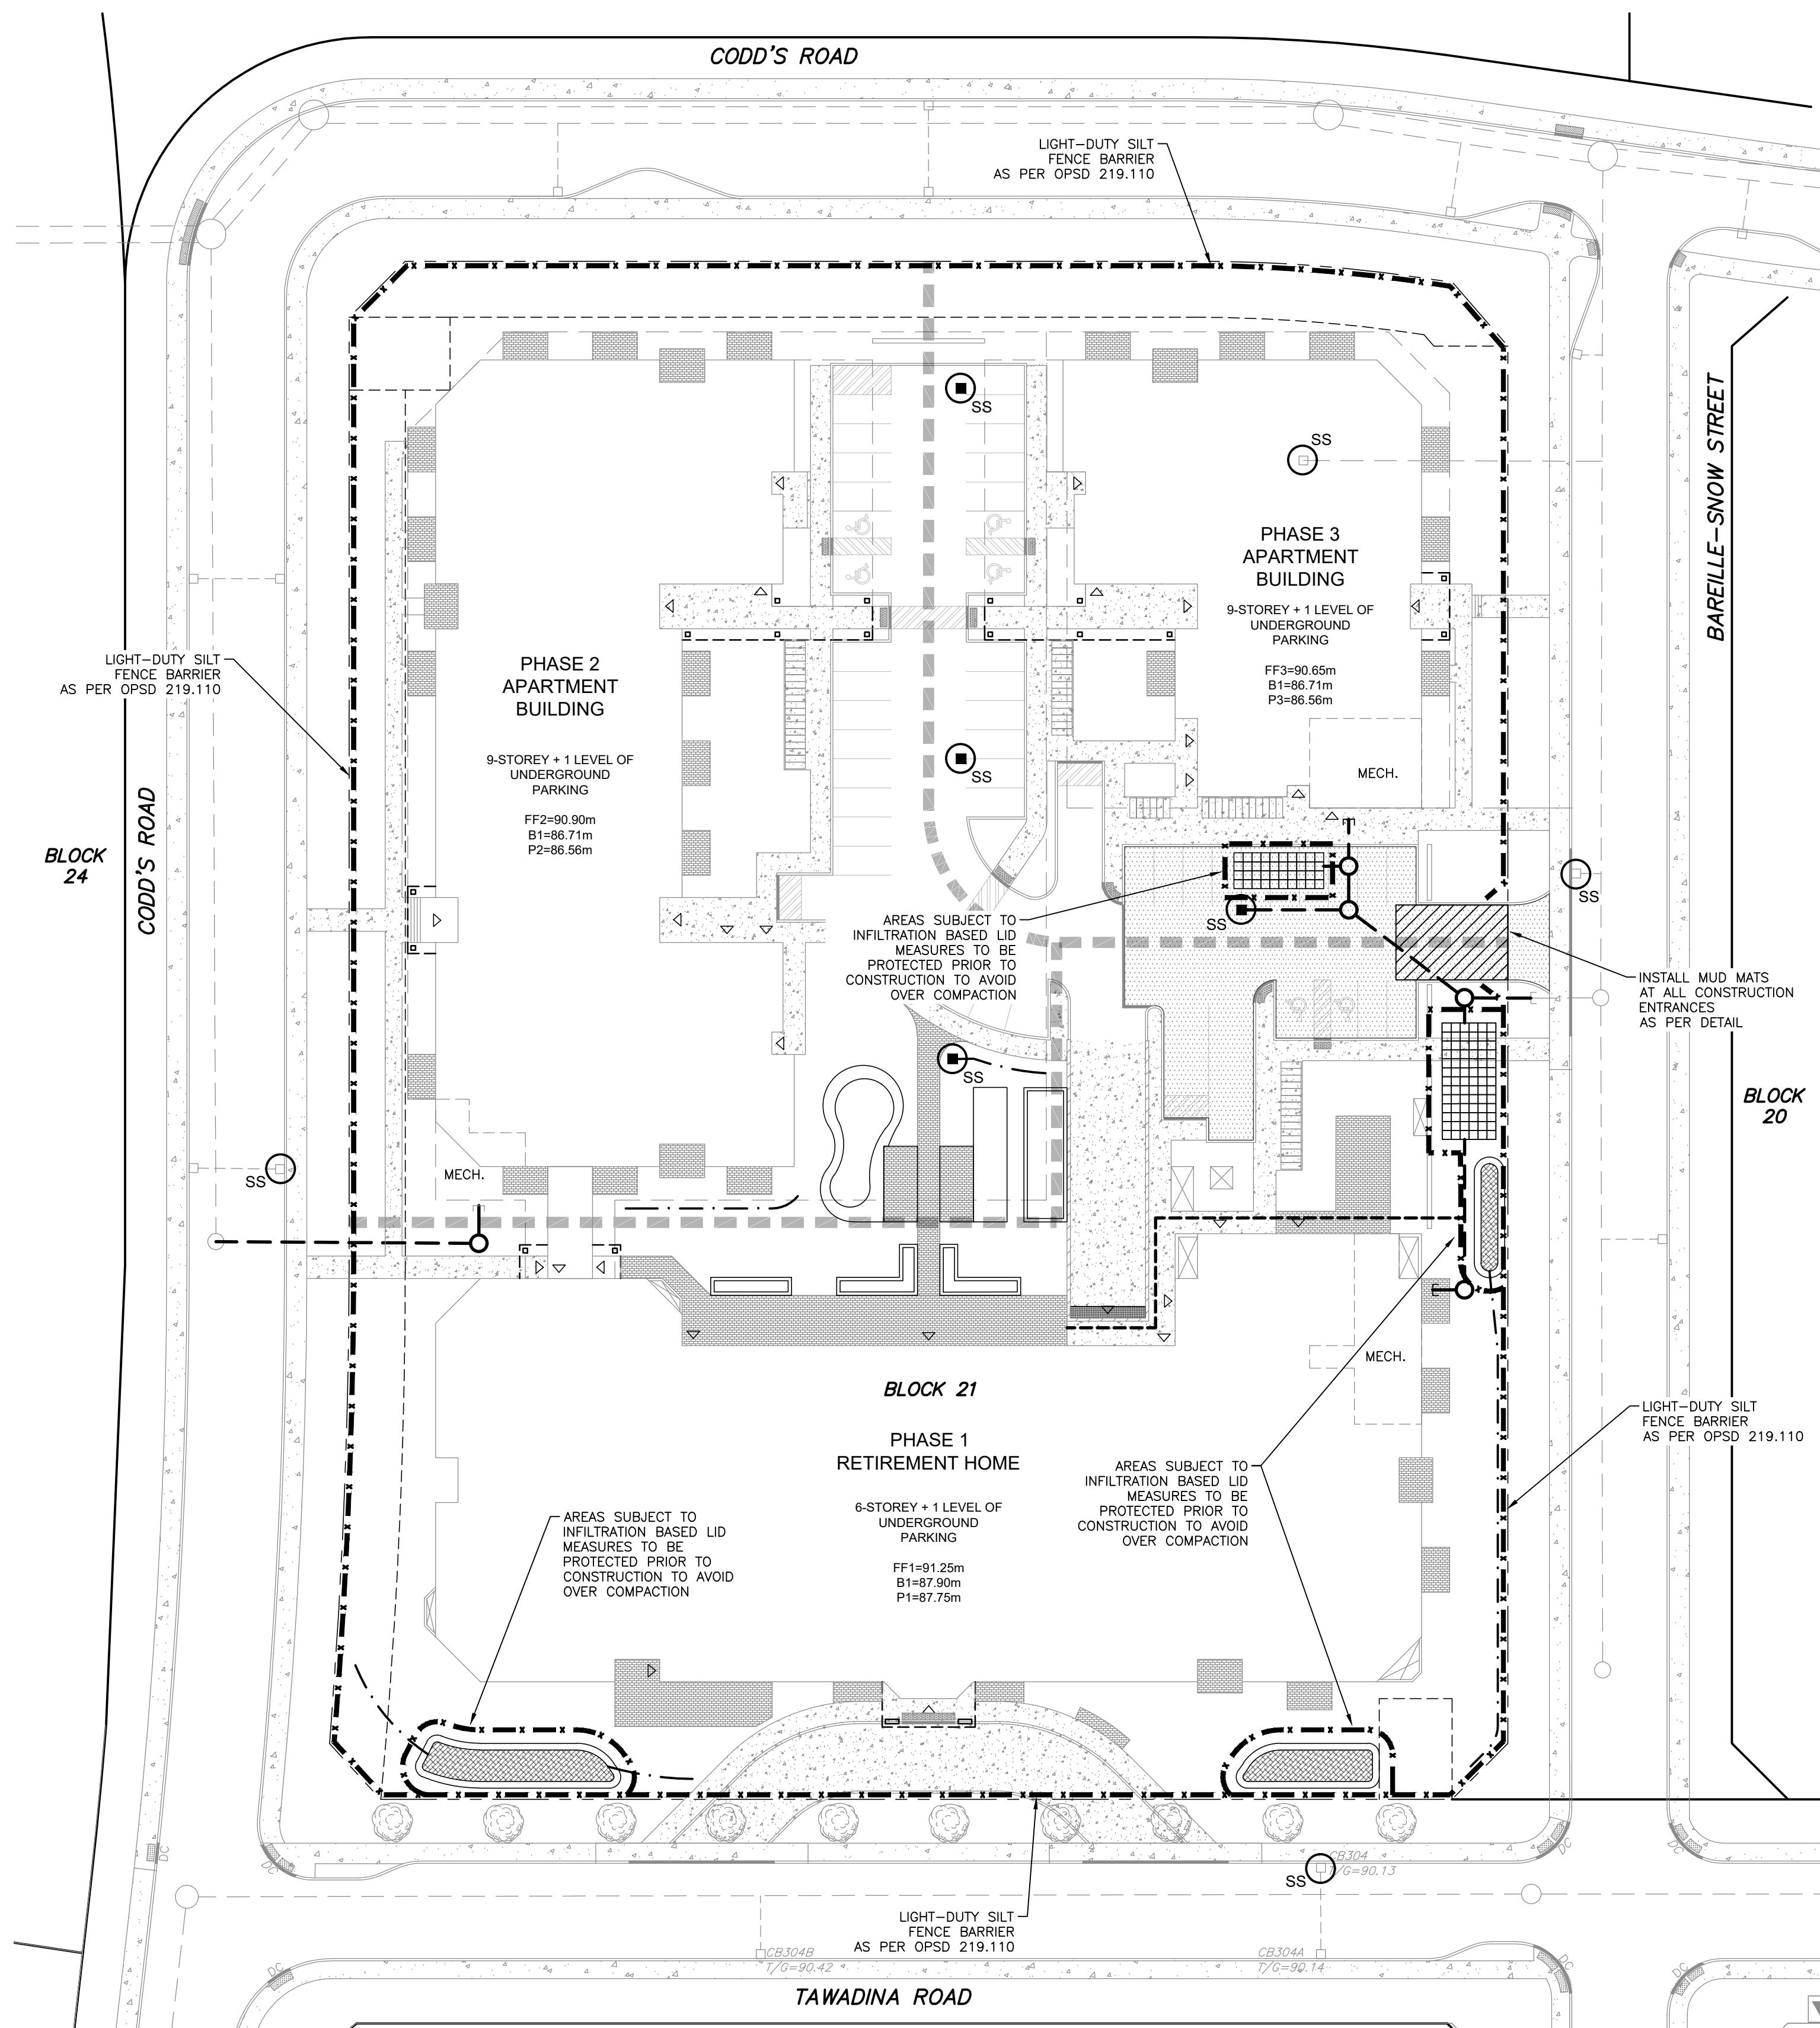 CODD'S ROAD
LIGHT-DUTY SILT
FENCE BARRIER
AS PER OPSD 219.110
SS
SS
BAREILLE-SNOW STREET
PHASE 3
APARTMENT
BUILDING
9-STOREY + 1 LEVEL OF
UNDERGROUND
PARKING
FF3=90.65m
B1=86.71m
P3=86.56m
LIGHT-DUTY SILT
FENCE BARRIER
AS PER OPSD 219.110
PHASE 2
APARTMENT
BUILDING
9-STOREY + 1 LEVEL OF
UNDERGROUND
PARKING
FF2=90.90m
B1=86.71m
P2=86.56m
SS
MECH.
CODD'S ROAD
BLOCK
24
SS
SS
AREAS SUBJECT TO
INFILTRATION BASED LID
MEASURES TO BE
PROTECTED PRIOR TO
CONSTRUCTION TO AVOID
OVER COMPACTION
INSTALL MUD MATS
AT ALL CONSTRUCTION
ENTRANCES
AS PER DETAIL
SS
BLOCK
20
MECH.
SS
MECH.
BLOCK 21
PHASE 1
RETIREMENT HOME
6-STOREY + 1 LEVEL OF
UNDERGROUND
PARKING
FF1=91.25m
B1=87.90m
P1=87.75m
LIGHT-DUTY SILT
FENCE BARRIER
AS PER OPSD 219.110
AREAS SUBJECT TO
INFILTRATION BASED LID
MEASURES TO BE
PROTECTED PRIOR TO
CONSTRUCTION TO AVOID
OVER COMPACTION
AREAS SUBJECT TO
INFILTRATION BASED LID
MEASURES TO BE
PROTECTED PRIOR TO
CONSTRUCTION TO AVOID
OVER COMPACTION
DC
DC
DC
DC
CB304
T/G=90.13
SS
LIGHT-DUTY SILT
FENCE BARRIER
AS PER OPSD 219.110
CB304B
T/G=90.42
CB304A
T/G=90.14
DC
DC
DC
TAWADINA ROAD